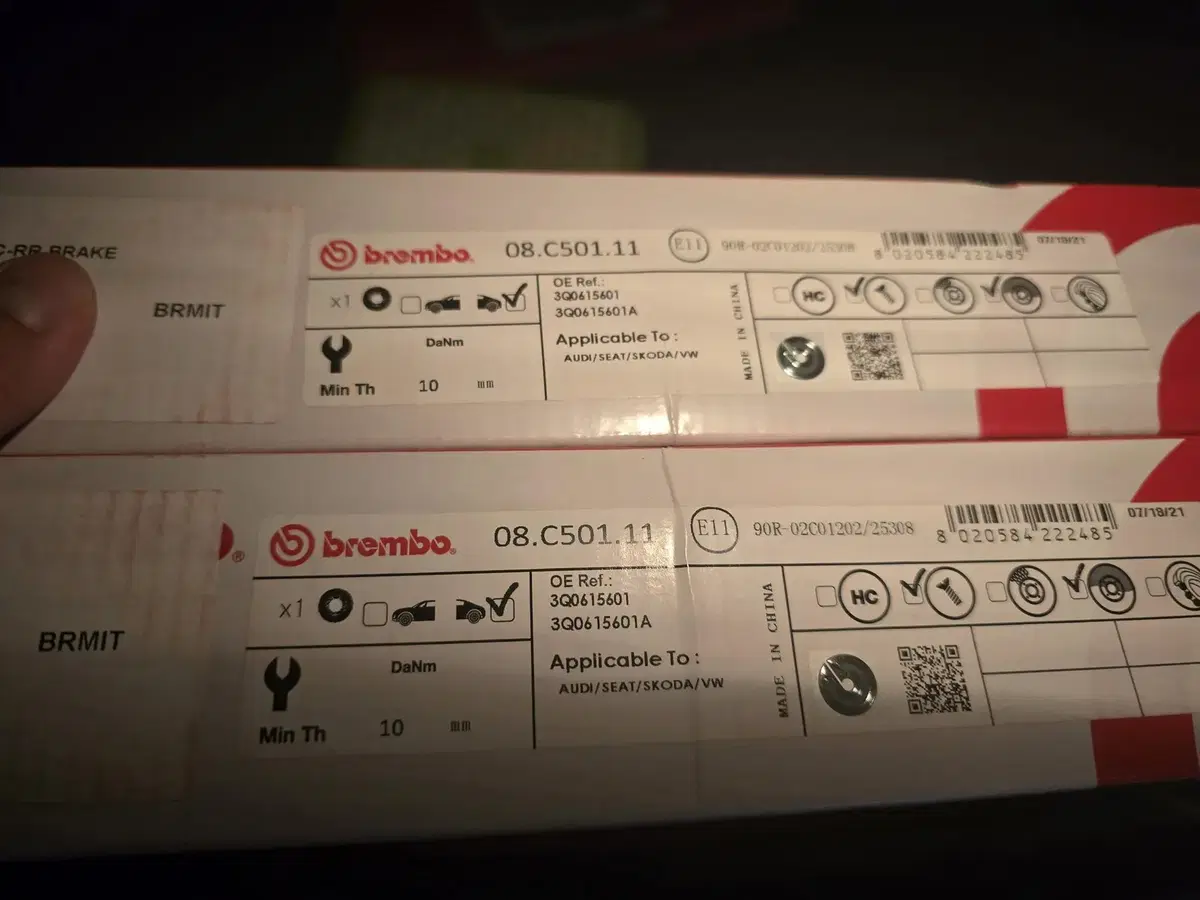 C-RR BRAKE
BRMIT
brembo. 08.C501.11 E11 90R-02C01202/25308 8 020584 222485 07/19/21
x1
OE Ref.:
3Q0615601
3Q0615601A
DaNm
Min Th 10 mm
Applicable To :
AUDI/SEAT/SKODA/VW
MADE IN CHINA
HC
BRMIT
®
brembo. 08.C501.11 E11 90R-02C01202/25308 8 020584 222485 07/19/21
x1
OE Ref.:
3Q0615601
3Q0615601A
DaNm
Min Th 10 mm
Applicable To :
AUDI/SEAT/SKODA/VW
MADE IN CHINA
HC